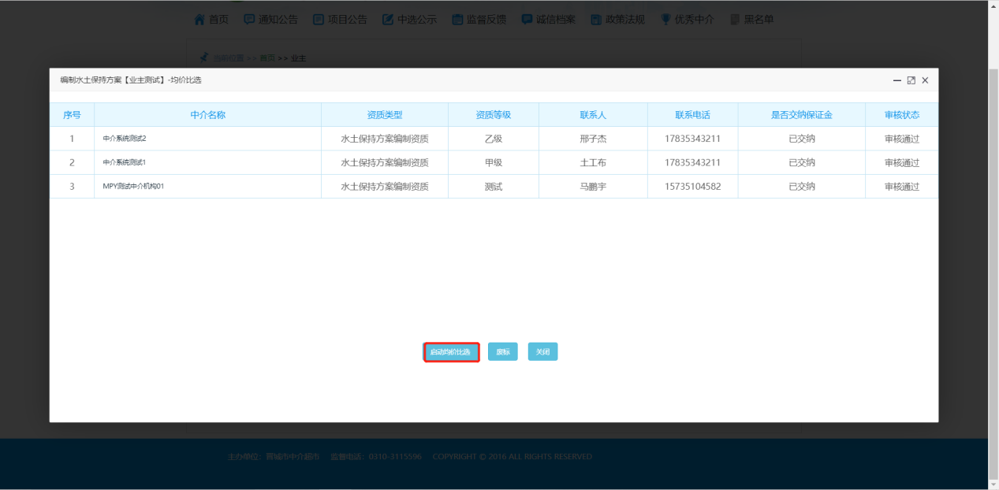 首页 通知公告 项目公告 中选公示 监督反馈 诚信档案 政策法规 优秀中介 黑名单
当前位置 >> 首页 >> 业主
编制水土保持方案【业主测试】-均价比选
序号 中介名称 资质类型 资质等级 联系人 联系电话 是否交纳保证金 审核状态
1 中介系统测试2 水土保持方案编制资质 乙级 邢子杰 17835343211 已交纳 审核通过
2 中介系统测试1 水土保持方案编制资质 甲级 土工布 17835343211 已交纳 审核通过
3 MPY测试中介机构01 水土保持方案编制资质 测试 马鹏宇 15735104582 已交纳 审核通过
启动均价比选 废标 关闭
主办单位：晋城市中介超市 监督电话：0310-3115596 COPYRIGHT © 2016 ALL RIGHTS RESERVED